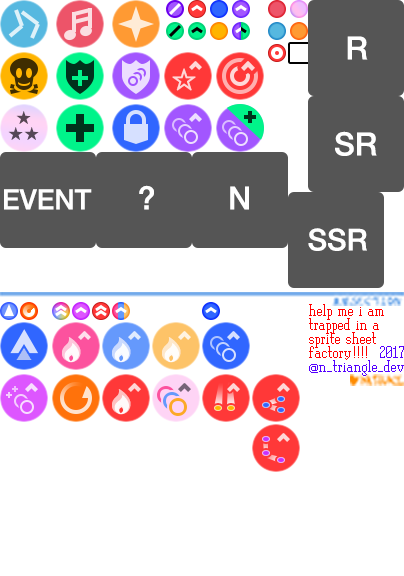 R
SR
EVENT
?
N
SSR
help me i am
trapped in a
sprite sheet
factory!!!! 2017
@n_triangle_dev